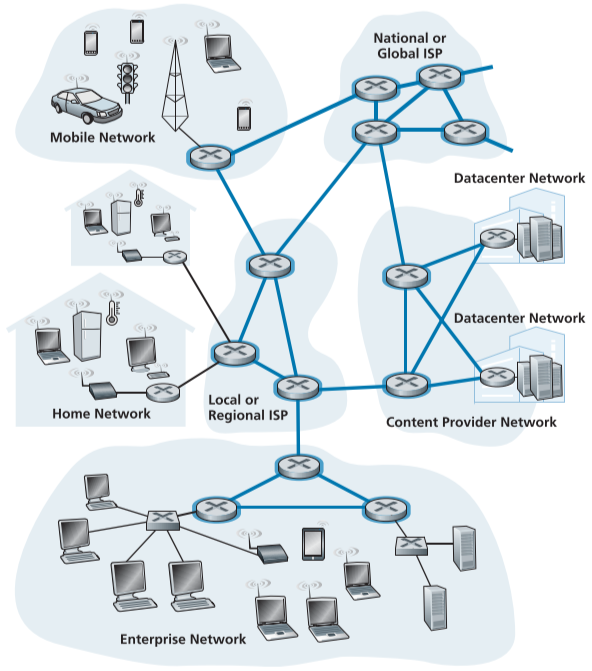 National or
Global ISP
Mobile Network
Datacenter Network
Datacenter Network
Home Network
Local or
Regional ISP
Content Provider Network
Enterprise Network